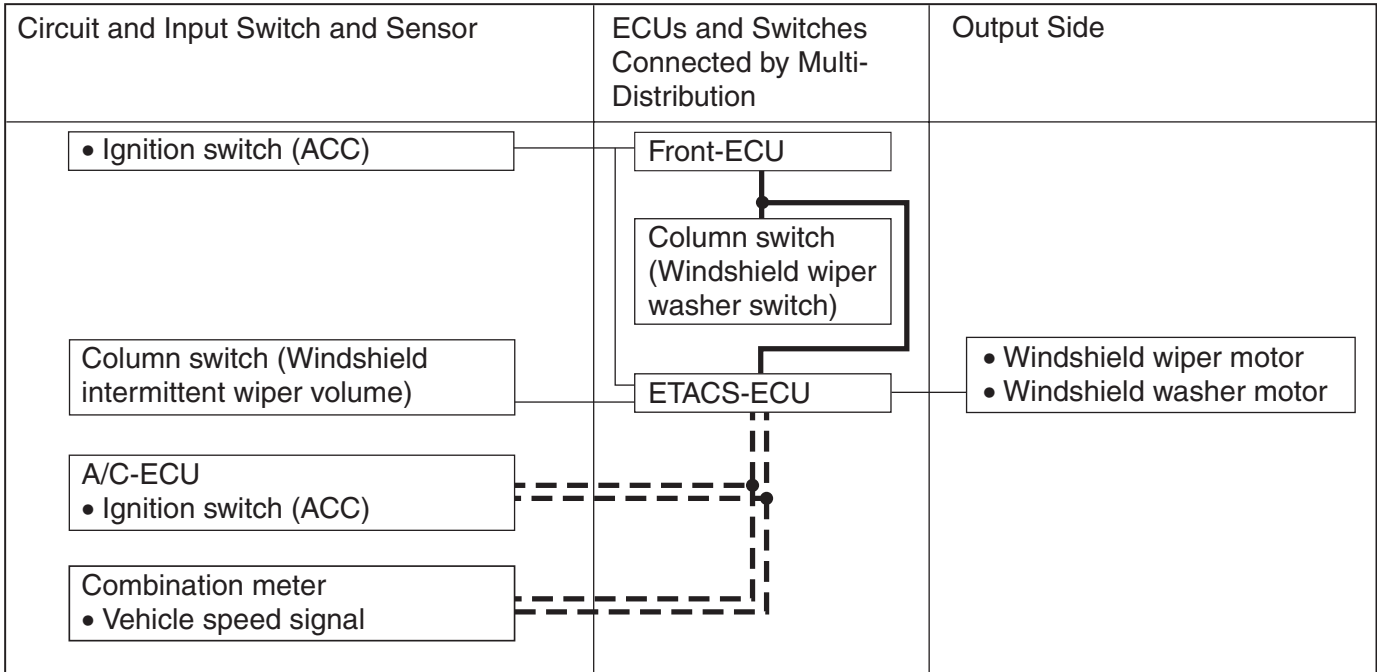 Circuit and Input Switch and Sensor
ECUs and Switches
Connected by Multi-
Distribution
Output Side
• Ignition switch (ACC)
Front-ECU
Column switch
(Windshield wiper
washer switch)
Column switch (Windshield
intermittent wiper volume)
ETACS-ECU
• Windshield wiper motor
• Windshield washer motor
A/C-ECU
• Ignition switch (ACC)
Combination meter
• Vehicle speed signal